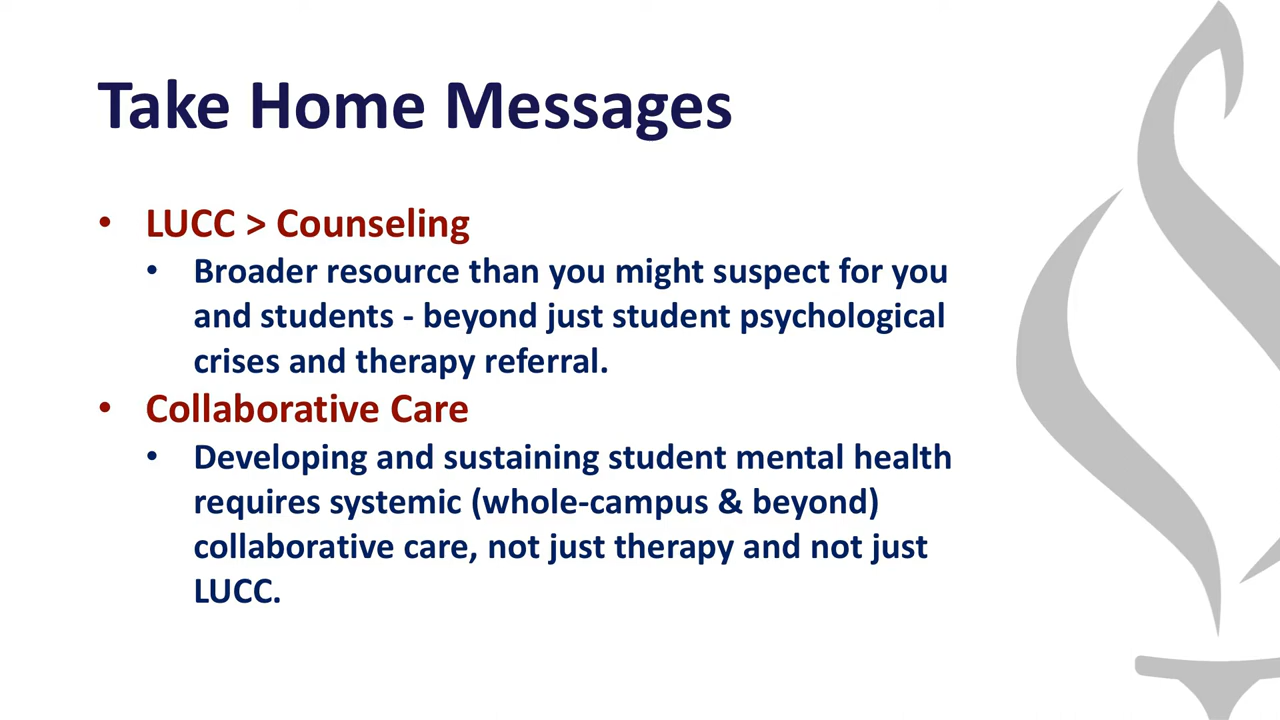 Take Home Messages
• LUCC > Counseling
• Broader resource than you might suspect for you
and students - beyond just student psychological
crises and therapy referral.
• Collaborative Care
• Developing and sustaining student mental health
requires systemic (whole-campus & beyond)
collaborative care, not just therapy and not just
LUCC.